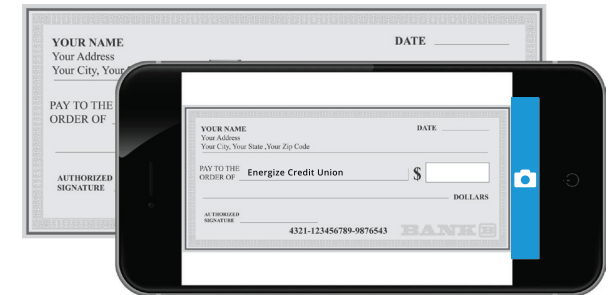 YOUR NAME
DATE
Your Address
Your City, Your
PAY TO THE
ORDER OF
AUTHORIZED
SIGNATURE
YOUR NAME
DATE
Your Address
Your City, Your State ,Your Zip Code
PAY TO THE
ORDER OF Energize Credit Union $
DOLLARS
AUTHORIZED
SIGNATURE
4321-123456789-9876543
BANK B